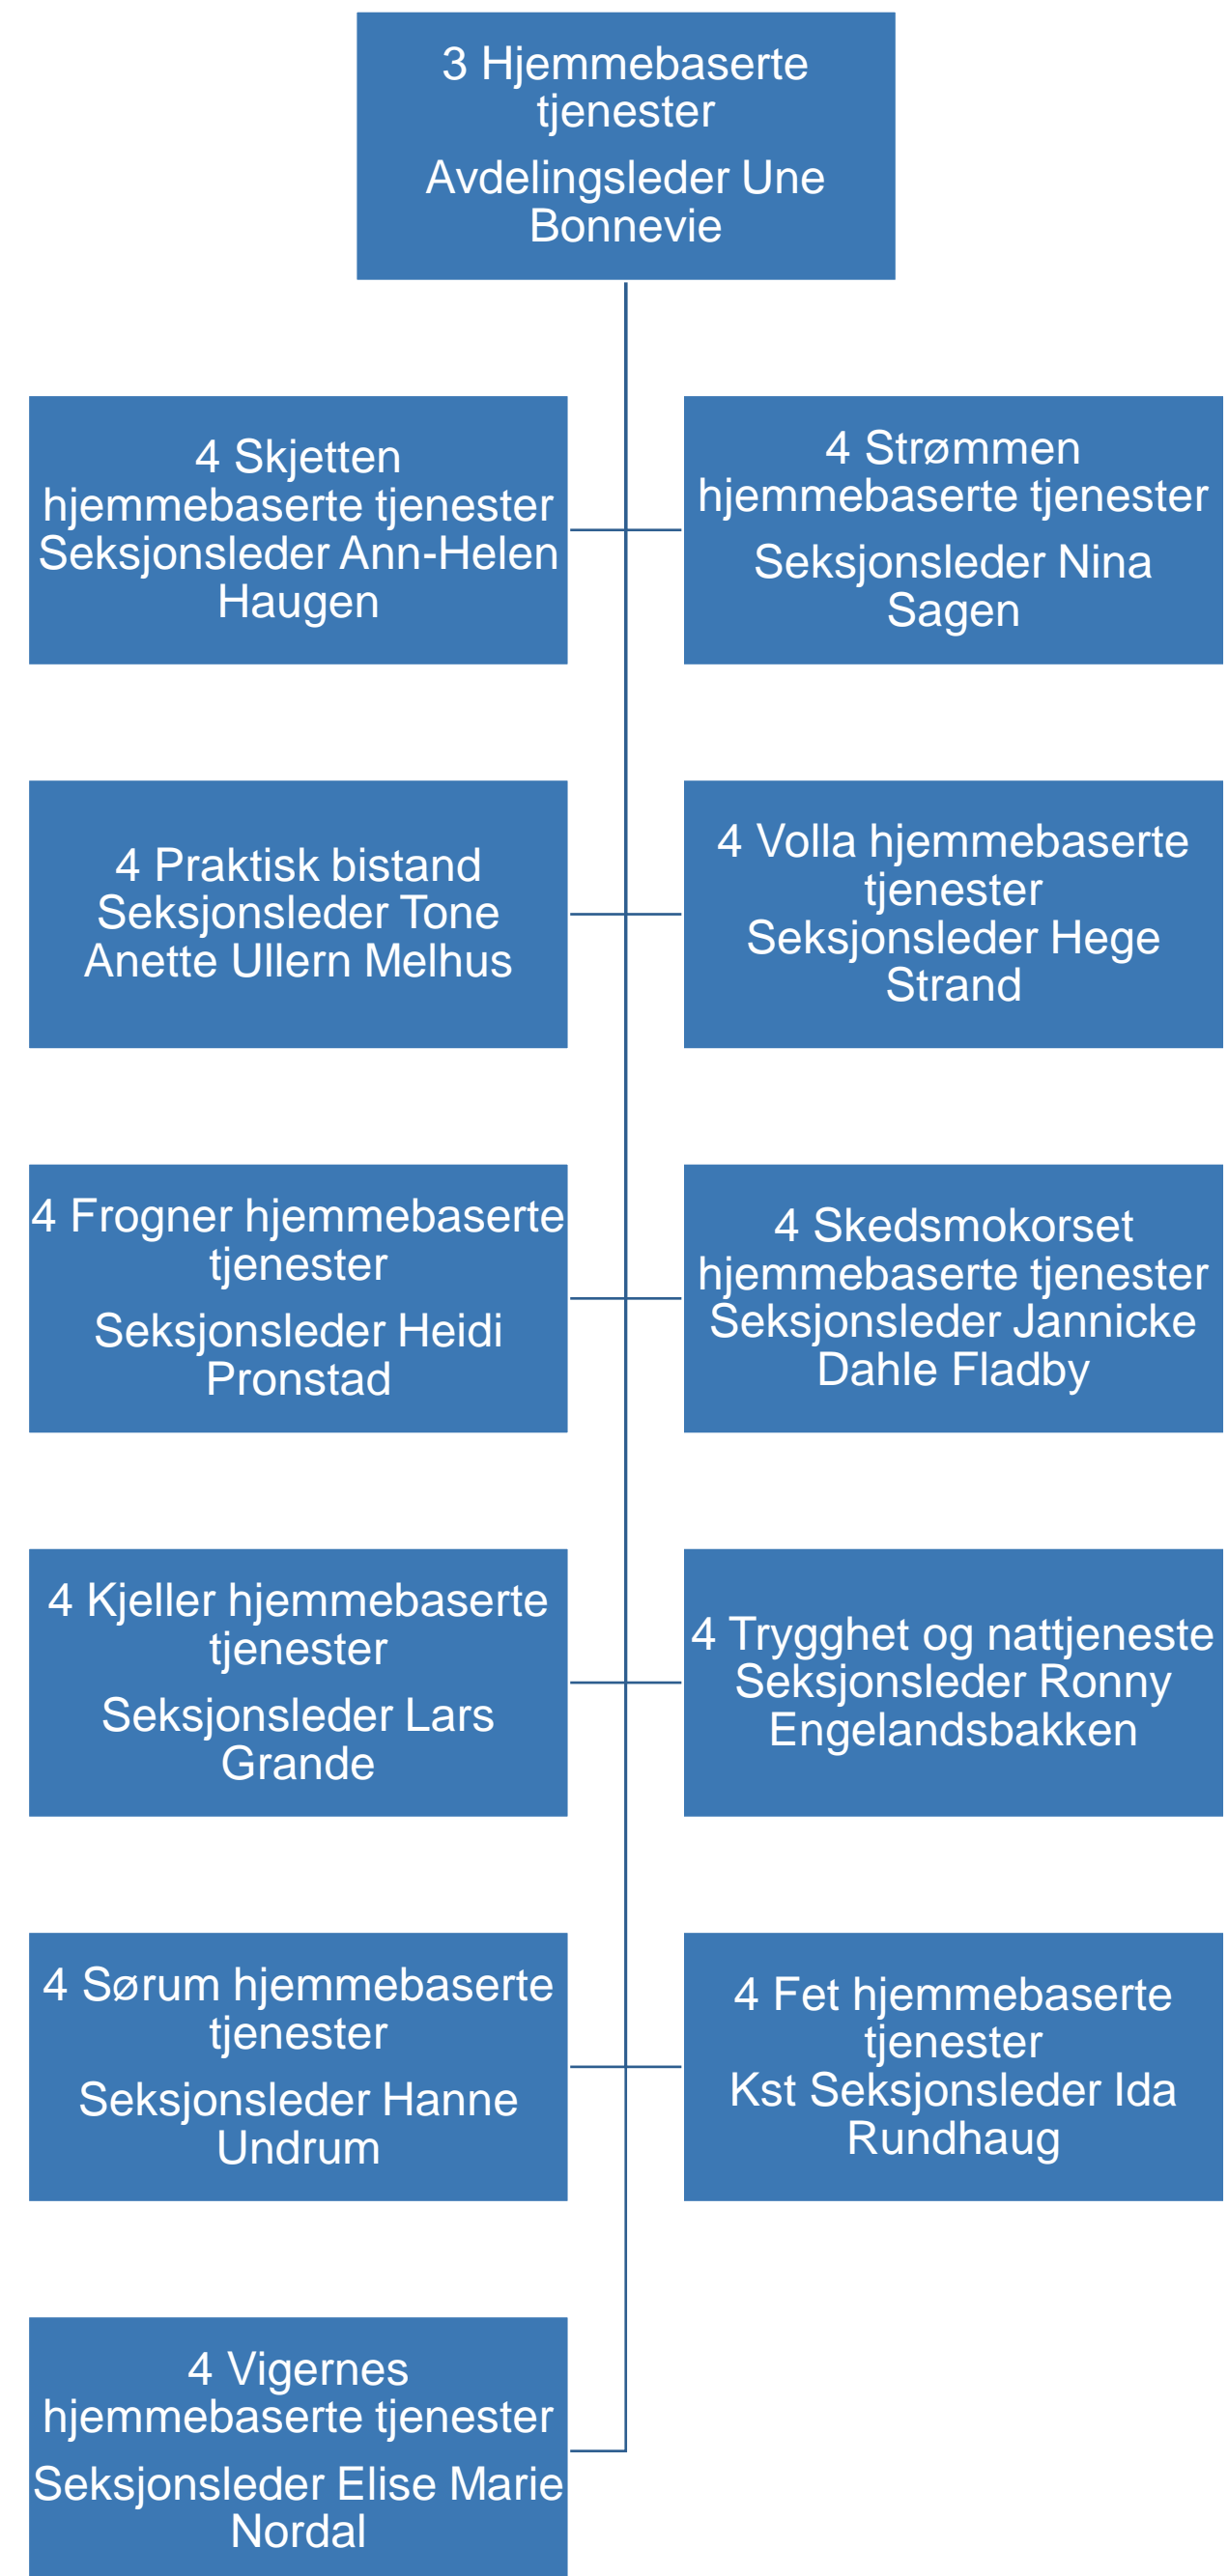 3 Hjemmebaserte
tjenester
Avdelingsleder Une
Bonnevie
4 Skjetten
hjemmebaserte tjenester
Seksjonsleder Ann-Helen
Haugen
4 Strømmen
hjemmebaserte tjenester
Seksjonsleder Nina
Sagen
4 Praktisk bistand
Seksjonsleder Tone
Anette Ullern Melhus
4 Volla hjemmebaserte
tjenester
Seksjonsleder Hege
Strand
4 Frogner hjemmebaserte
tjenester
Seksjonsleder Heidi
Pronstad
4 Skedsmokorset
hjemmebaserte tjenester
Seksjonsleder Jannicke
Dahle Fladby
4 Kjeller hjemmebaserte
tjenester
Seksjonsleder Lars
Grande
4 Trygghet og nattjeneste
Seksjonsleder Ronny
Engelandsbakken
4 Sørum hjemmebaserte
tjenester
Seksjonsleder Hanne
Undrum
4 Fet hjemmebaserte
tjenester
Kst Seksjonsleder Ida
Rundhaug
4 Vigernes
hjemmebaserte tjenester
Seksjonsleder Elise Marie
Nordal